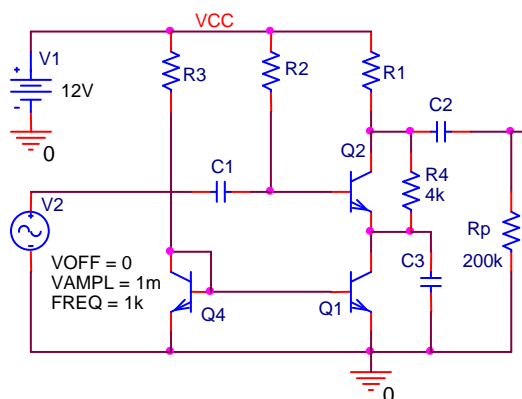 VCC
V1
12V
0
R3
R2
R1
C2
Q2
R4
4k
C1
V2
Rp
200k
C3
VOFF = 0
VAMPL = 1m
FREQ = 1k
Q4
Q1
0